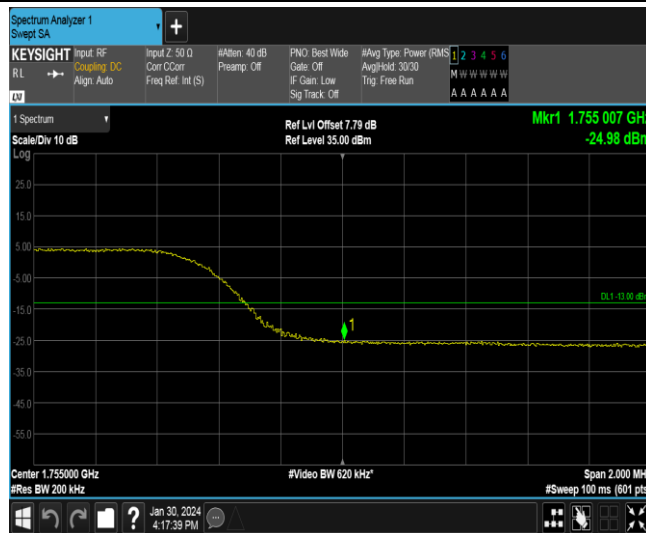 Spectrum Analyzer 1
Swept SA
KEYSIGHT
RL
Input: RF
Coupling: DC
Align: Auto
Input Z: 50 Ω
Corr CCorr
Freq Ref: Int (S)
#Atten: 40 dB
Preamp: Off
PNO: Best Wide
Gate: Off
IF Gain: Low
Sig Track: Off
#Avg Type: Power (RMS
Avg|Hold: 30/30
Trig: Free Run
1 2 3 4 5 6
M W W W W W
A A A A A A
1 Spectrum
Scale/Div 10 dB
Log
Ref Lvl Offset 7.79 dB
Ref Level 35.00 dBm
Mkr1 1.755 007 GHz
-24.98 dBm
25.0
15.0
5.00
-5.00
-15.0
-25.0
-35.0
-45.0
-55.0
DL1 -13.00 dBm
1
Center 1.755000 GHz
#Res BW 200 kHz
#Video BW 620 kHz*
Span 2.000 MH
#Sweep 100 ms (601 pts
?
Jan 30, 2024
4:17:39 PM